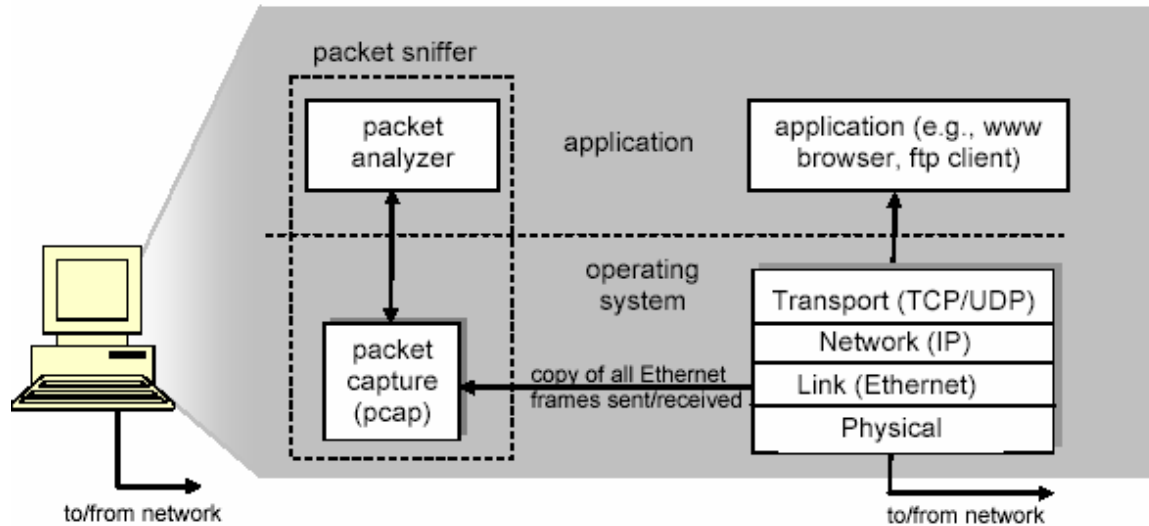 packet sniffer
packet
analyzer
application
application (e.g., www
browser, ftp client)
operating
system
packet
capture
(pcap)
copy of all Ethernet
frames sent/received
Transport (TCP/UDP)
Network (IP)
Link (Ethernet)
Physical
to/from network
to/from network